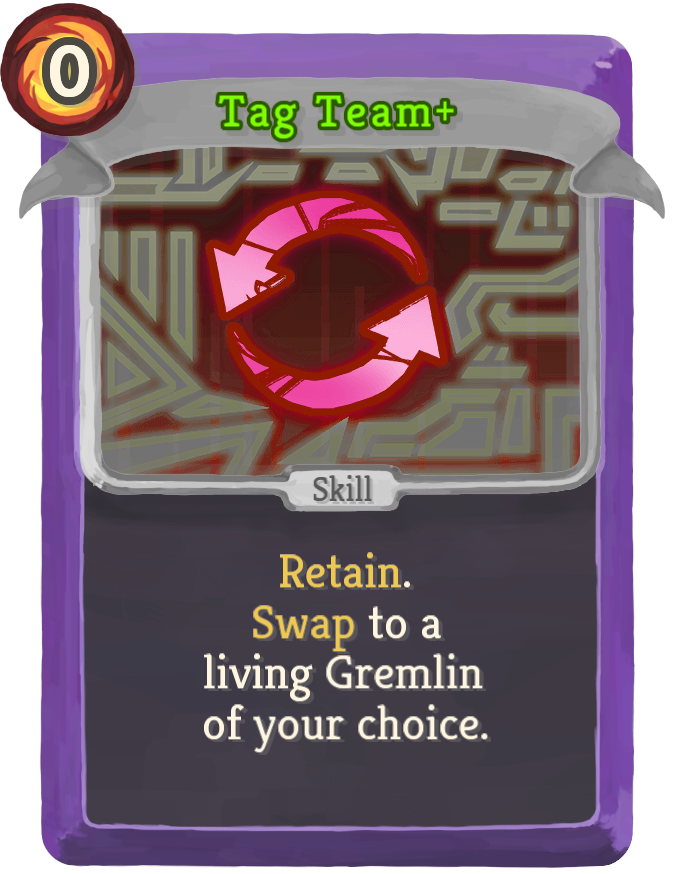 0
Tag Team+
Skill
Retain.
Swap to a
living Gremlin
of your choice.